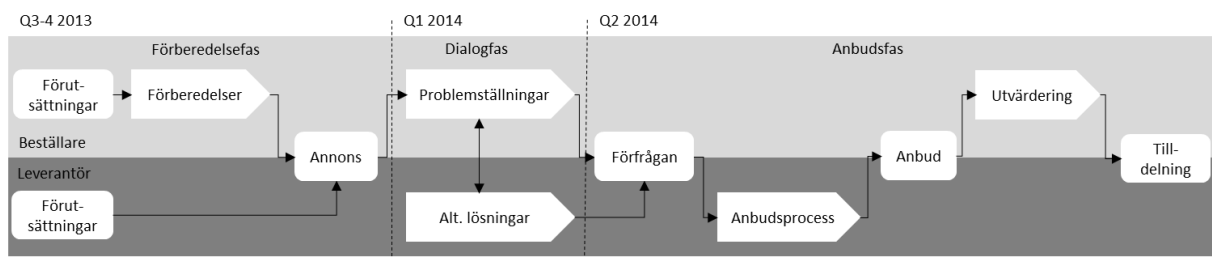 Q3-4 2013
Q1 2014
Q2 2014
Förberedelsefas
Dialogfas
Anbudsfas
Förut-
sättningar
Förberedelser
Problemställningar
Utvärdering
Beställare
Annons
Förfrågan
Anbud
Till-
delning
Leverantör
Förut-
sättningar
Alt. lösningar
Anbudsprocess